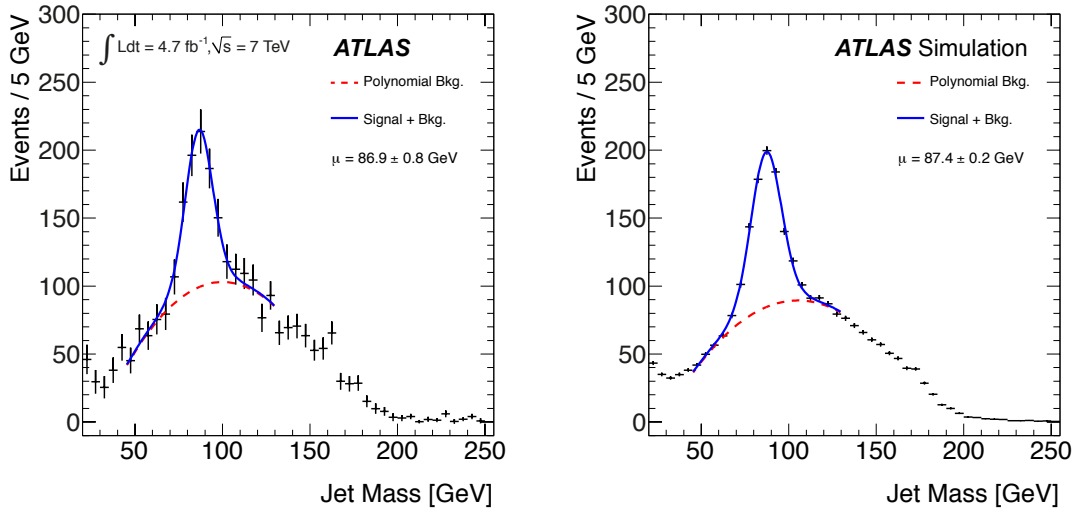 ∫ Ldt = 4.7 fb⁻¹,√s = 7 TeV
ATLAS
Polynomial Bkg.
Signal + Bkg.
μ = 86.9 ± 0.8 GeV
Events / 5 GeV
300
250
200
150
100
50
0
50 100 150 200 250
Jet Mass [GeV]
ATLAS Simulation
Polynomial Bkg.
Signal + Bkg.
μ = 87.4 ± 0.2 GeV
Events / 5 GeV
300
250
200
150
100
50
0
50 100 150 200 250
Jet Mass [GeV]